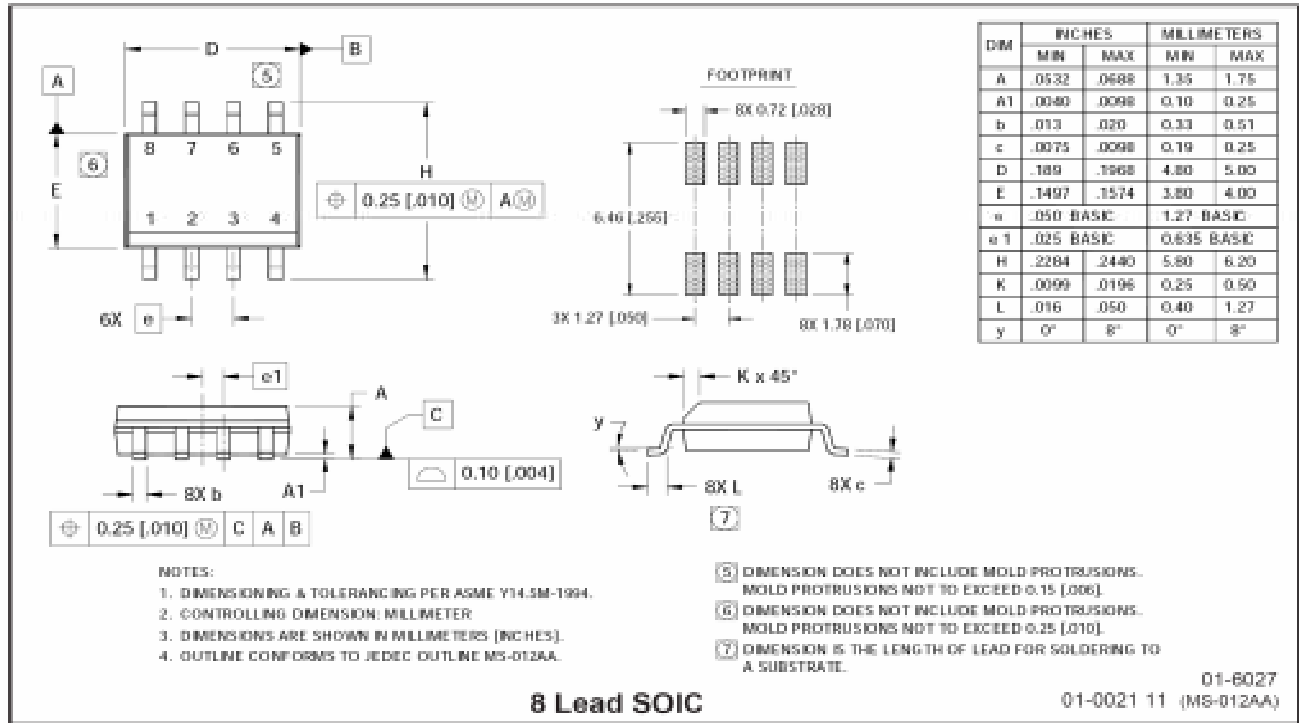 D
B
5
A
8 7 6 5
6
E
H
0.25 [.010] M A M
1 2 3 4
6X e
FOOTPRINT
8X 0.72 [.028]
6.46 [.255]
3X 1.27 [.050]
8X 1.78 [.070]
DIM INCHES MILLIMETERS
MIN MAX MIN MAX
A .0532 .0688 1.35 1.75
A1 .0040 .0098 0.10 0.25
b .013 .020 0.33 0.51
c .0075 .0098 0.19 0.25
D .189 .1968 4.80 5.00
E .1497 .1574 3.80 4.00
e .050 BASIC 1.27 BASIC
e 1 .025 BASIC 0.635 BASIC
H .2284 .2440 5.80 6.20
K .0099 .0196 0.25 0.50
L .016 .050 0.40 1.27
y 0° 8° 0° 8°
e1
A
C
0.10 [.004]
8X b
A1
0.25 [.010] M C A B
K x 45°
y
8X L
8X c
7
NOTES:
1. DIMENSIONING & TOLERANCING PER ASME Y14.5M-1994.
2. CONTROLLING DIMENSION: MILLIMETER
3. DIMENSIONS ARE SHOWN IN MILLIMETERS [INCHES].
4. OUTLINE CONFORMS TO JEDEC OUTLINE MS-012AA.
5 DIMENSION DOES NOT INCLUDE MOLD PROTRUSIONS.
MOLD PROTRUSIONS NOT TO EXCEED 0.15 [.006].
6 DIMENSION DOES NOT INCLUDE MOLD PROTRUSIONS.
MOLD PROTRUSIONS NOT TO EXCEED 0.25 [.010].
7 DIMENSION IS THE LENGTH OF LEAD FOR SOLDERING TO
A SUBSTRATE.
8 Lead SOIC
01-6027
01-0021 11 (MS-012AA)